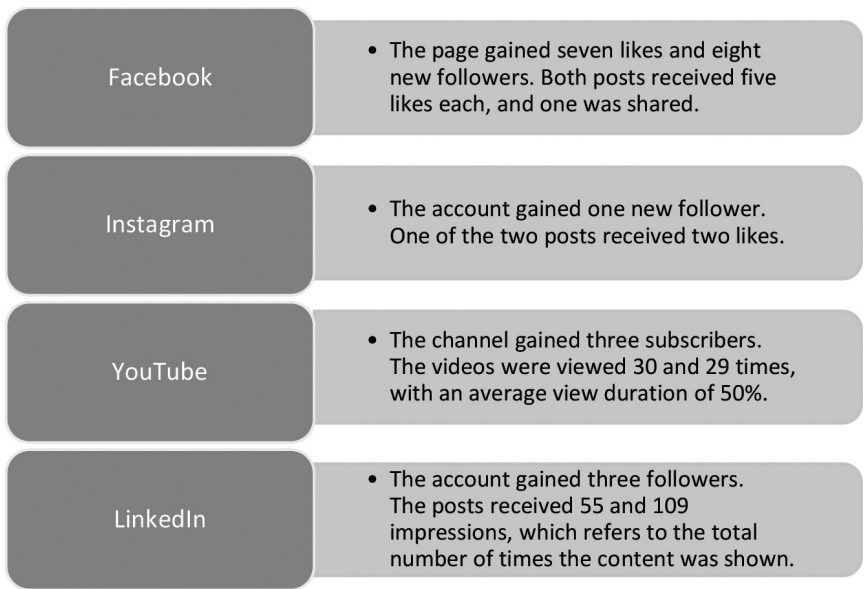 Facebook
• The page gained seven likes and eight
new followers. Both posts received five
likes each, and one was shared.
Instagram
• The account gained one new follower.
One of the two posts received two likes.
YouTube
• The channel gained three subscribers.
The videos were viewed 30 and 29 times,
with an average view duration of 50%.
LinkedIn
• The account gained three followers.
The posts received 55 and 109
impressions, which refers to the total
number of times the content was shown.